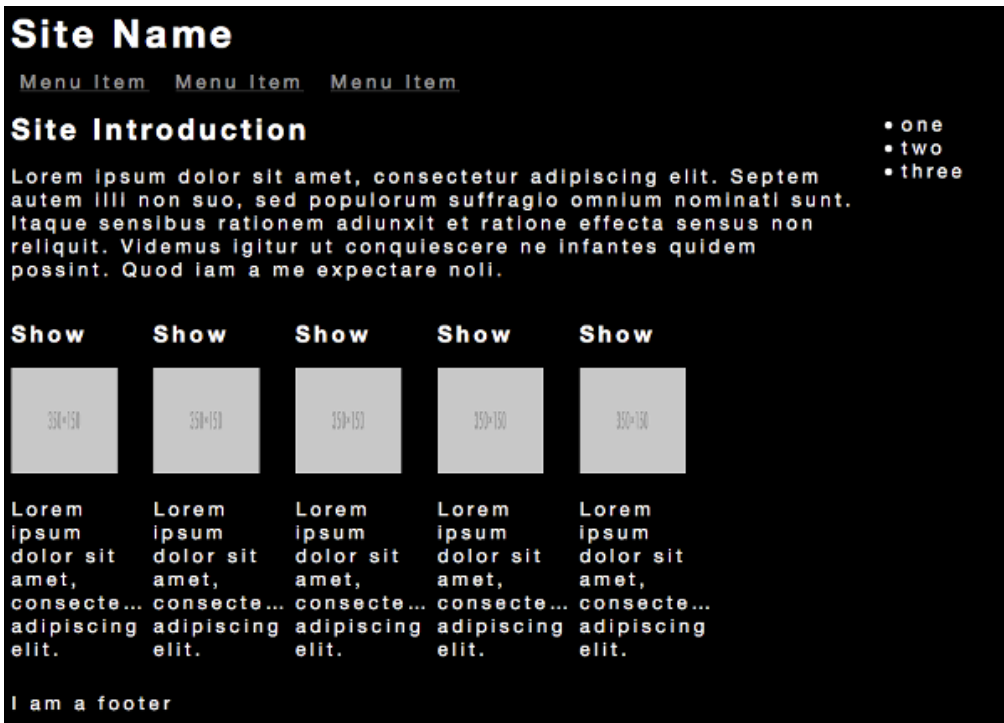 Site Name
Menu Item Menu Item Menu Item
Site Introduction
Lorem ipsum dolor sit amet, consectetur adipiscing elit. Septem
autem illi non suo, sed populorum suffragio omnium nominati sunt.
Itaque sensibus rationem adiunxit et ratione effecta sensus non
reliquit. Videmus igitur ut conquiescere ne infantes quidem
possint. Quod iam a me expectare noli.
• one
• two
• three
Show Show Show Show Show
350×150 350×150 350×150 350×150 350×150
Lorem Lorem Lorem Lorem Lorem
ipsum ipsum ipsum ipsum ipsum
dolor sit dolor sit dolor sit dolor sit dolor sit
amet, amet, amet, amet, amet,
consecte… consecte… consecte… consecte… consecte…
adipiscing adipiscing adipiscing adipiscing adipiscing
elit. elit. elit. elit. elit.
I am a footer